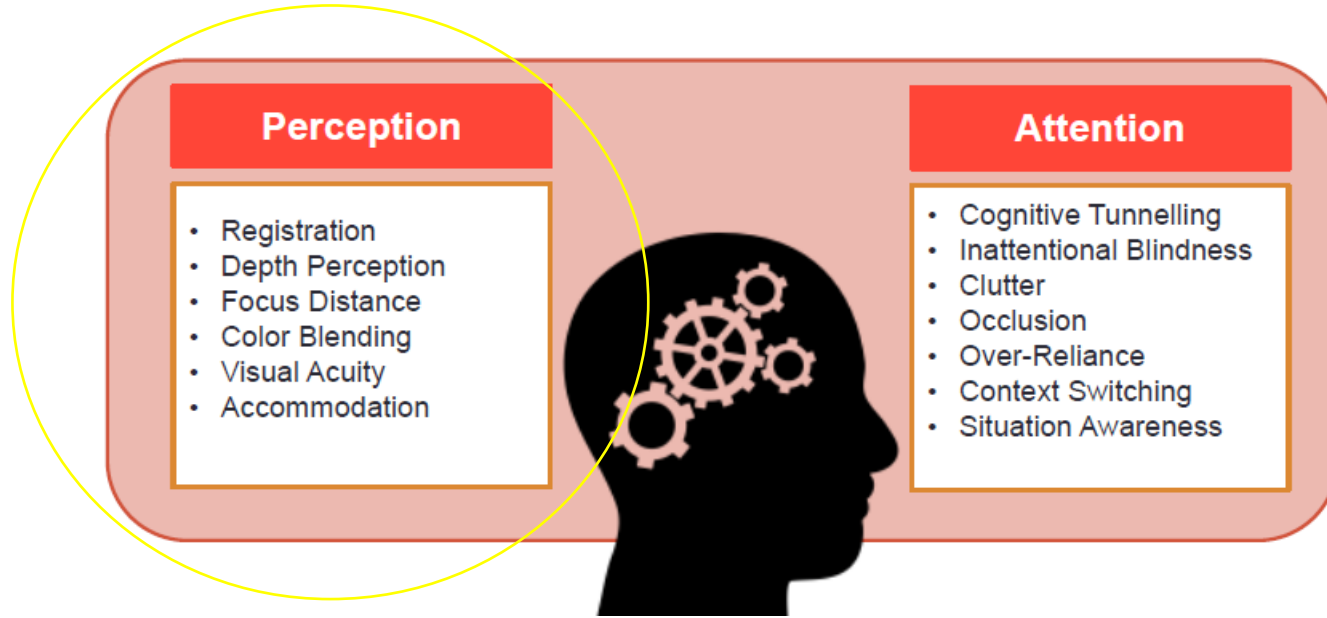 Perception
• Registration
• Depth Perception
• Focus Distance
• Color Blending
• Visual Acuity
• Accommodation
Attention
• Cognitive Tunnelling
• Inattentional Blindness
• Clutter
• Occlusion
• Over-Reliance
• Context Switching
• Situation Awareness